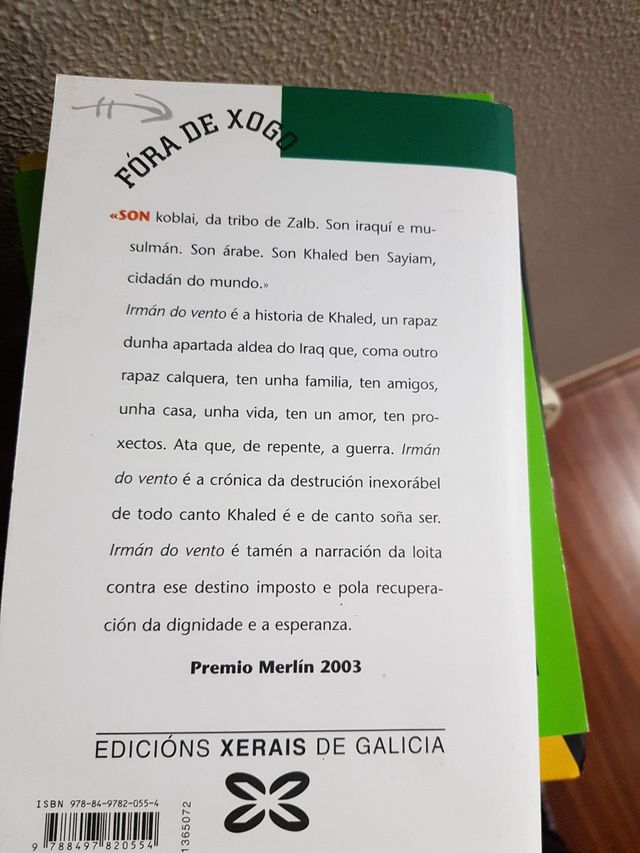 FÓRA DE XOGO
«SON koblai, da tribo de Zalb. Son iraquí e mu-
sulmán. Son árabe. Son Khaled ben Sayiam,
cidadán do mundo.»
Irmán do vento é a historia de Khaled, un rapaz
dunha apartada aldea do Iraq que, coma outro
rapaz calquera, ten unha familia, ten amigos,
unha casa, unha vida, ten un amor, ten pro-
xectos. Ata que, de repente, a guerra. Irmán
do vento é a crónica da destrución inexorábel
de todo canto Khaled é e de canto soña ser.
Irmán do vento é tamén a narración da loita
contra ese destino imposto e pola recupera-
ción da dignidade e a esperanza.
Premio Merlín 2003
EDICIÓNS XERAIS DE GALICIA
ISBN 978-84-9782-055-4
9 788497 820554
1365072